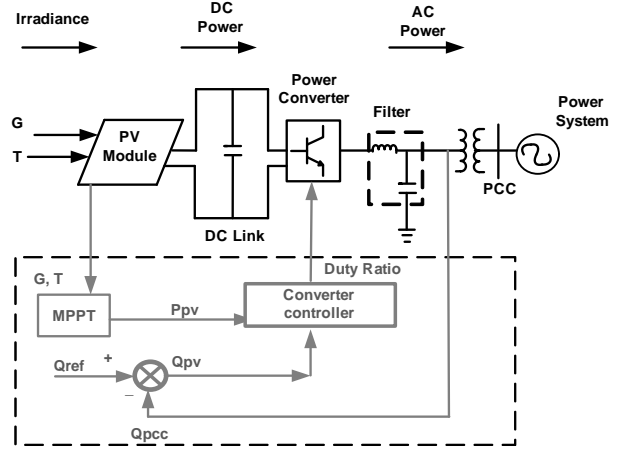 Irradiance
DC
Power
AC
Power
Power
Converter
Filter
Power
System
G
T
PV
Module
DC Link
PCC
G, T
Duty Ratio
MPPT
Ppv
Converter
controller
Qref
+
Qpv
−
Qpcc